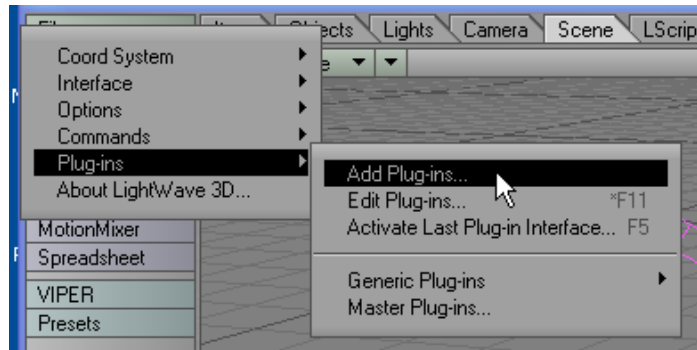 Lights Camera Scene LScrip
Coord System
Interface
Options
Commands
Plug-ins
About LightWave 3D...
Add Plug-ins...
Edit Plug-ins... *F11
Activate Last Plug-in Interface... F5
Generic Plug-ins
Master Plug-ins...
MotionMixer
Spreadsheet
VIPER
Presets